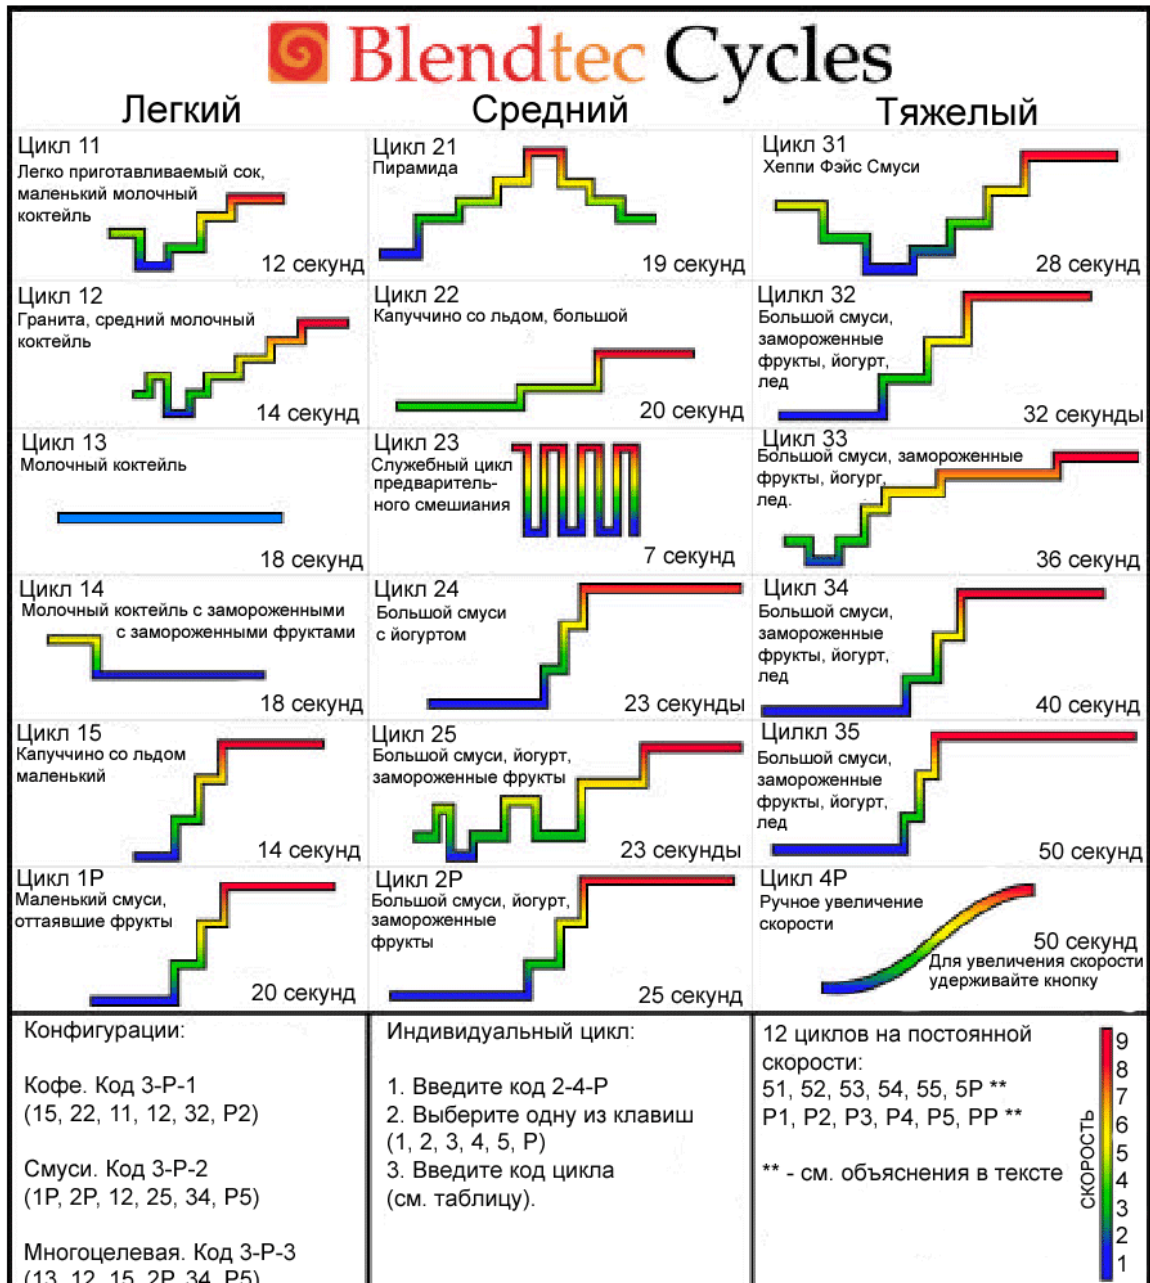 Blendtec Cycles
Легкий
Средний
Тяжелый
Цикл 11
Легко приготавливаемый сок,
маленький молочный
коктейль
12 секунд
Цикл 21
Пирамида
19 секунд
Цикл 31
Хеппи Фэйс Смуси
28 секунд
Цикл 12
Гранита, средний молочный
коктейль
14 секунд
Цикл 22
Капуччино со льдом, большой
20 секунд
Цилкл 32
Большой смуси,
замороженные
фрукты, йогурт,
лед
32 секунды
Цикл 13
Молочный коктейль
18 секунд
Цикл 23
Служебный цикл
предваритель-
ного смешиания
7 секунд
Цикл 33
Большой смуси, замороженные
фрукты, йогург,
лед.
36 секунд
Цикл 14
Молочный коктейль с замороженными
с замороженными фруктами
18 секунд
Цикл 24
Большой смуси
с йогуртом
23 секунды
Цикл 34
Большой смуси,
замороженные
фрукты, йогурт,
лед
40 секунд
Цикл 15
Капуччино со льдом
маленький
14 секунд
Цикл 25
Большой смуси, йогурт,
замороженные фрукты
23 секунды
Цилкл 35
Большой смуси,
замороженные
фрукты, йогурт,
лед
50 секунд
Цикл 1P
Маленький смуси,
оттаявшие фрукты
20 секунд
Цикл 2P
Большой смуси, йогурт,
замороженные
фрукты
25 секунд
Цикл 4P
Ручное увеличение
скорости
50 секунд
Для увеличения скорости
удерживайте кнопку
Конфигурации:
Кофе. Код 3-P-1
(15, 22, 11, 12, 32, P2)
Смуси. Код 3-P-2
(1P, 2P, 12, 25, 34, P5)
Многоцелевая. Код 3-P-3
(13, 12, 15, 2P, 34, P5)
Индивидуальный цикл:
1. Введите код 2-4-P
2. Выберите одну из клавиш
(1, 2, 3, 4, 5, P)
3. Введите код цикла
(см. таблицу).
12 циклов на постоянной
скорости:
51, 52, 53, 54, 55, 5P **
P1, P2, P3, P4, P5, PP **
** - см. объяснения в тексте
СКОРОСТЬ
9
8
7
6
5
4
3
2
1